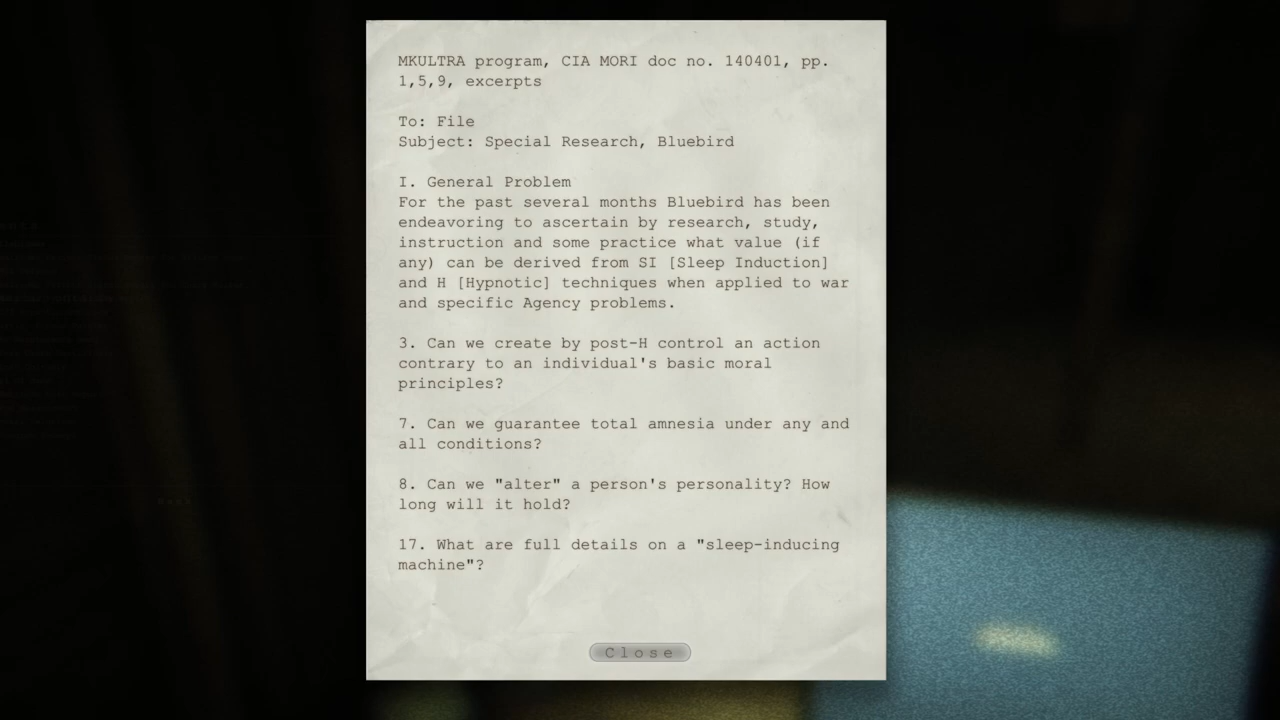 MKULTRA program, CIA MORI doc no. 140401, pp.
1,5,9, excerpts
To: File
Subject: Special Research, Bluebird
I. General Problem
For the past several months Bluebird has been
endeavoring to ascertain by research, study,
instruction and some practice what value (if
any) can be derived from SI [Sleep Induction]
and H [Hypnotic] techniques when applied to war
and specific Agency problems.
3. Can we create by post-H control an action
contrary to an individual's basic moral
principles?
7. Can we guarantee total amnesia under any and
all conditions?
8. Can we "alter" a person's personality? How
long will it hold?
17. What are full details on a "sleep-inducing
machine"?
Close